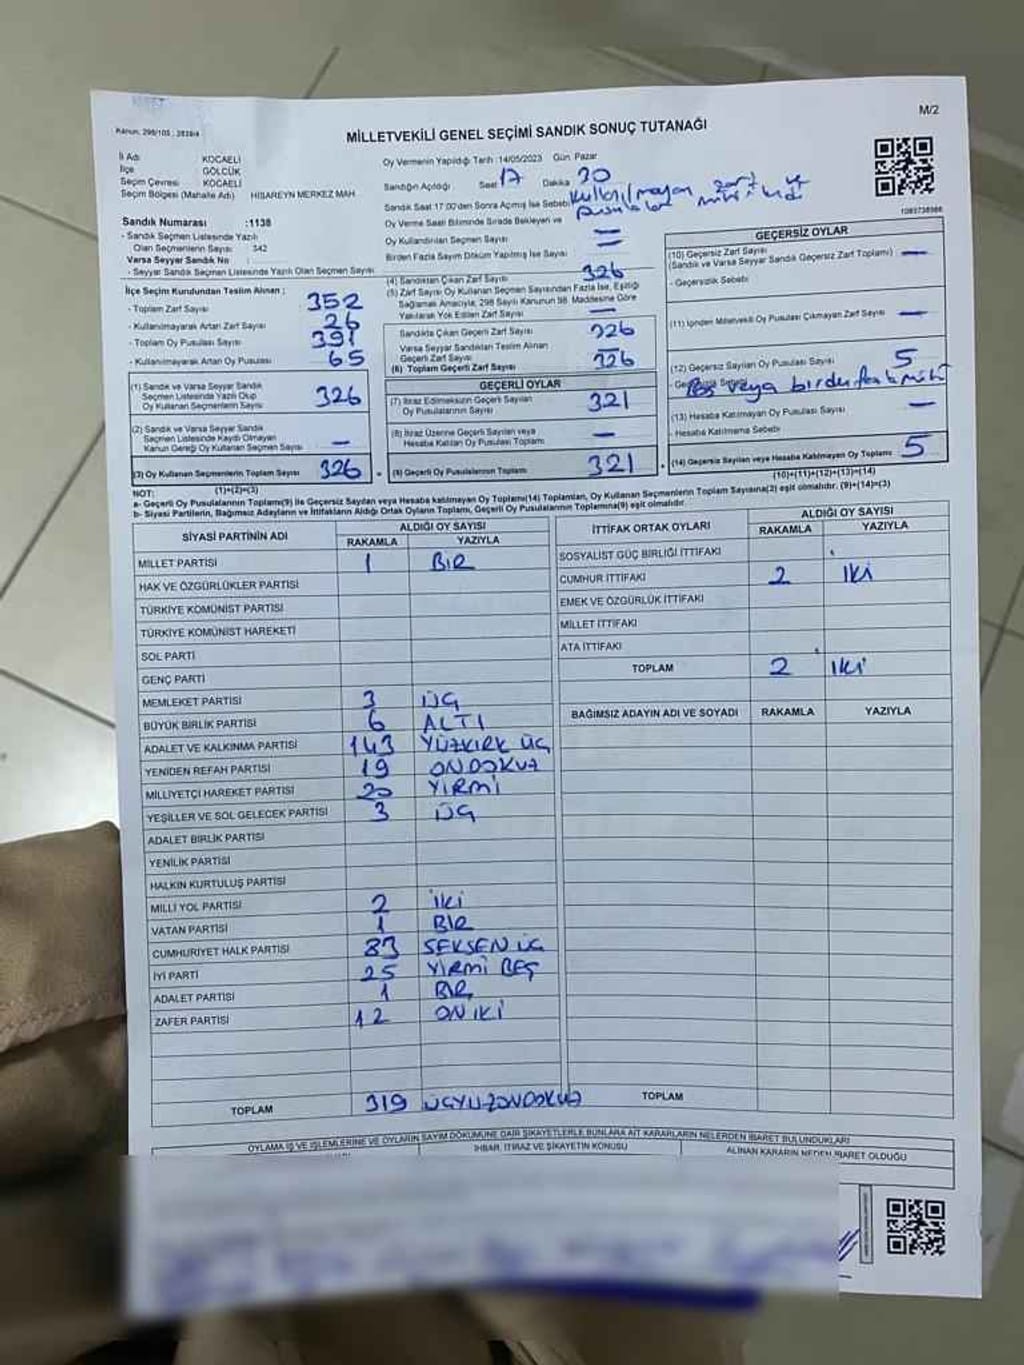 M/2
Kanun: 298/105 ; 2839/4
MİLLETVEKİLİ GENEL SEÇİMİ SANDIK SONUÇ TUTANAĞI
İl Adı KOCAELİ
İlçe GÖLCÜK
Seçim Çevresi KOCAELİ
Seçim Bölgesi (Mahalle Adı) HISAREYN MERKEZ MAH.
Sandık Numarası :1138
- Sandık Seçmen Listesinde Yazılı
Olan Seçmenlerin Sayısı 342
Varsa Seyyar Sandık No :
- Seyyar Sandık Seçmen Listesinde Yazılı Olan Seçmen Sayısı
Oy Vermenin Yapıldığı Tarih :14/05/2023 Gün: Pazar
Sandığın Açıldığı Saat 17 Dakika 30
Sandık Saat 17:00'den Sonra Açmış İse Sebebi Kullanılmayan zarf ve
pusulalar
Oy Verme Saati Bitiminde Sırada Bekleyen ve
Oy Kullandırılan Seçmen Sayısı —
Birden Fazla Sayım Döküm Yapılmış İse Sayısı —
İlçe Seçim Kurulundan Teslim Alınan ;
- Toplam Zarf Sayısı 352
- Kullanılmayarak Artan Zarf Sayısı 26
- Toplam Oy Pusulası Sayısı 391
- Kullanılmayarak Artan Oy Pusulası 65
(1) Sandık ve Varsa Seyyar Sandık
Seçmen Listesinde Yazılı Olup
Oy Kullanan Seçmenlerin Sayısı 326
(2) Sandık ve Varsa Seyyar Sandık
Seçmen Listesinde Kaydı Olmayan
Kanun Gereği Oy Kullanan Seçmen Sayısı —
(3) Oy Kullanan Seçmenlerin Toplam Sayısı 326
(1)+(2)=(3)
(4) Sandıktan Çıkan Zarf Sayısı 326
(5) Zarf Sayısı Oy Kullanan Seçmen Sayısından Fazla İse, Eşitliği
Sağlamak Amacıyla; 298 Sayılı Kanunun 98. Maddesine Göre
Yakılarak Yok Edilen Zarf Sayısı —
Sandıkta Çıkan Geçerli Zarf Sayısı 326
Varsa Seyyar Sandıktan Teslim Alınan
Geçerli Zarf Sayısı —
(6) Toplam Geçerli Zarf Sayısı 326
GEÇERLİ OYLAR
(7) İtiraz Edilmeksizin Geçerli Sayılan
Oy Pusulalarının Sayısı 321
(8) İtiraz Üzerine Geçerli Sayılan veya
Hesaba Katılan Oy Pusulası Toplamı —
(9) Geçerli Oy Pusulalarının Toplamı 321
GEÇERSİZ OYLAR
(10) Geçersiz Zarf Sayısı
(Sandık ve Varsa Seyyar Sandık Geçersiz Zarf Toplamı) —
- Geçersizlik Sebebi
(11) İçinden Milletvekili Oy Pusulası Çıkmayan Zarf Sayısı —
(12) Geçersiz Sayılan Oy Pusulası Sayısı 5
Boş veya birden fazla mühür
(13) Hesaba Katılmayan Oy Pusulası Sayısı —
- Hesaba Katılmama Sebebi
(14) Geçersiz Sayılan veya Hesaba Katılmayan Oy Toplamı 5
(10)+(11)+(12)+(13)=(14)
NOT:
a- Geçerli Oy Pusulalarının Toplamı(9) ile Geçersiz Sayılan veya Hesaba katılmayan Oy Toplamı(14) Toplamları, Oy Kullanan Seçmenlerin Toplam Sayısına(3) eşit olmalıdır. (9)+(14)=(3)
b- Siyasi Partilerin, Bağımsız Adayların ve İttifakların Aldığı Ortak Oyların Toplamı, Geçerli Oy Pusulalarının Toplamına(9) eşit olmalıdır
SİYASİ PARTİNİN ADI ALDIĞI OY SAYISI
RAKAMLA YAZIYLA
MİLLET PARTİSİ 1 BİR
HAK VE ÖZGÜRLÜKLER PARTİSİ
TÜRKİYE KOMÜNİST PARTİSİ
TÜRKİYE KOMÜNİST HAREKETİ
SOL PARTİ
GENÇ PARTİ
MEMLEKET PARTİSİ 3 ÜÇ
BÜYÜK BİRLİK PARTİSİ 6 ALTI
ADALET VE KALKINMA PARTİSİ 143 YÜZKIRK ÜÇ
YENİDEN REFAH PARTİSİ 19 ONDOKUZ
MİLLİYETÇİ HAREKET PARTİSİ 20 YİRMİ
YEŞİLLER VE SOL GELECEK PARTİSİ 3 ÜÇ
ADALET BİRLİK PARTİSİ
YENİLİK PARTİSİ
HALKIN KURTULUŞ PARTİSİ
MİLLİ YOL PARTİSİ 2 İKİ
VATAN PARTİSİ 1 BİR
CUMHURİYET HALK PARTİSİ 83 SEKSEN ÜÇ
İYİ PARTİ 25 YİRMİ BEŞ
ADALET PARTİSİ 1 BİR
ZAFER PARTİSİ 12 ON İKİ
TOPLAM 319 ÜÇYÜZONDOKUZ
İTTİFAK ORTAK OYLARI ALDIĞI OY SAYISI
RAKAMLA YAZIYLA
SOSYALİST GÜÇ BİRLİĞİ İTTİFAKI
CUMHUR İTTİFAKI 2 İKİ
EMEK VE ÖZGÜRLÜK İTTİFAKI
MİLLET İTTİFAKI
ATA İTTİFAKI
TOPLAM 2 İKİ
BAĞIMSIZ ADAYIN ADI VE SOYADI RAKAMLA YAZIYLA
TOPLAM
OYLAMA İŞ VE İŞLEMLERİNE VE OYLARIN SAYIM DÖKÜMÜNE DAİR ŞİKAYETLERLE BUNLARA AİT KARARLARIN NELERDEN İBARET BULUNDUKLARI
İHBAR, İTİRAZ VE ŞİKAYETİN KONUSU
ALINAN KARARIN NEDEN İBARET OLDUĞU